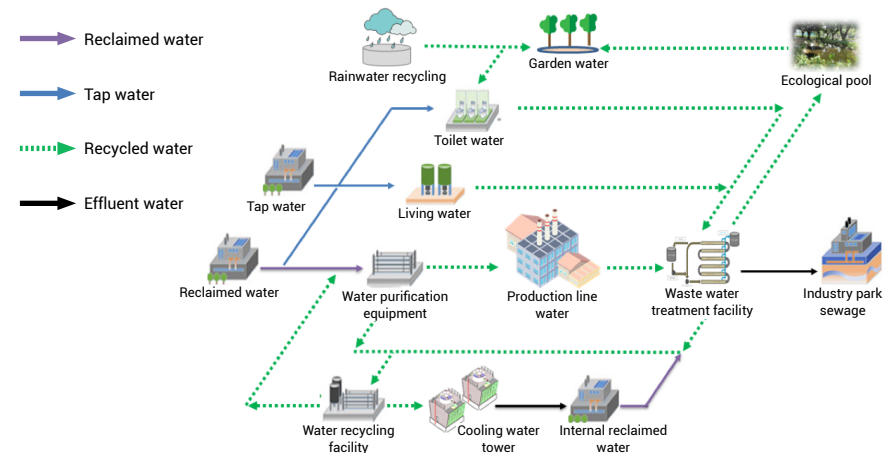 Reclaimed water
Tap water
Recycled water
Effluent water
Rainwater recycling
Garden water
Ecological pool
Toilet water
Tap water
Living water
Reclaimed water
Water purification
equipment
Production line
water
Waste water
treatment facility
Industry park
sewage
Water recycling
facility
Cooling water
tower
Internal reclaimed
water